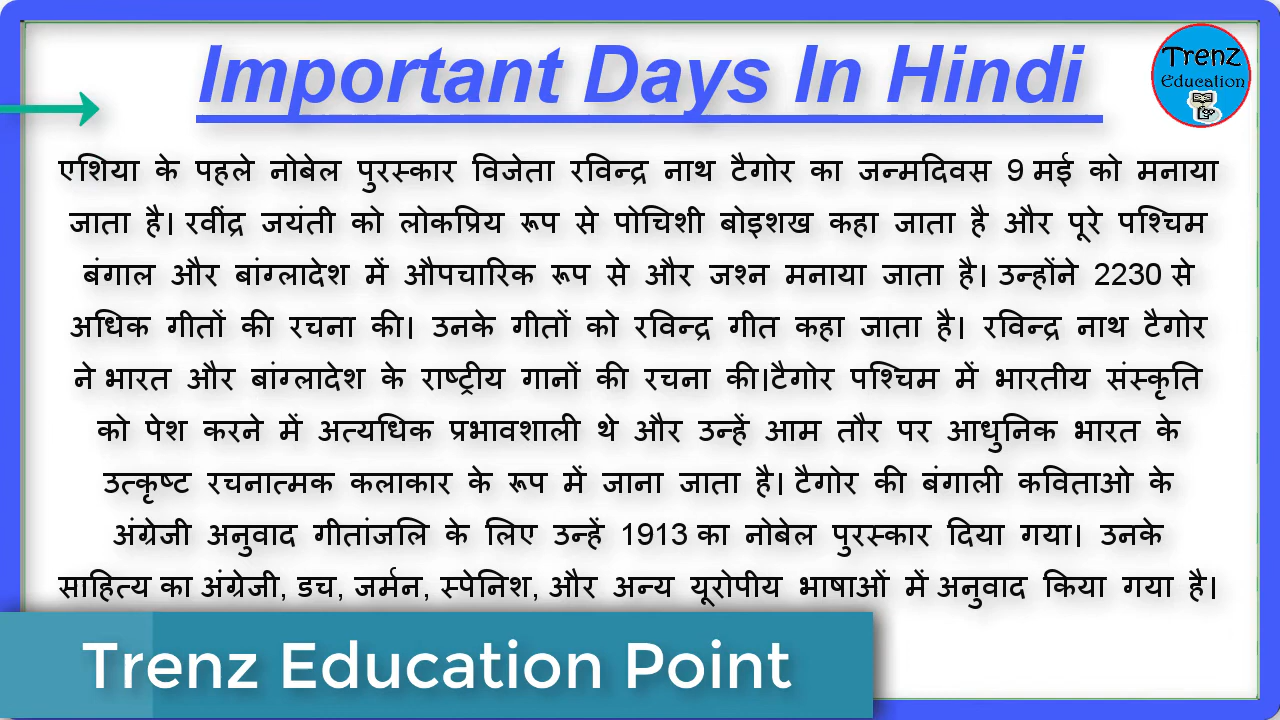 Important Days In Hindi
Trenz
Education
एशिया के पहले नोबेल पुरस्कार विजेता रविन्द्र नाथ टैगोर का जन्मदिवस 9 मई को मनाया
जाता है। रवींद्र जयंती को लोकप्रिय रूप से पोचिशी बोइशख कहा जाता है और पूरे पश्चिम
बंगाल और बांग्लादेश में औपचारिक रूप से और जश्न मनाया जाता है। उन्होंने 2230 से
अधिक गीतों की रचना की। उनके गीतों को रविन्द्र गीत कहा जाता है। रविन्द्र नाथ टैगोर
ने भारत और बांग्लादेश के राष्ट्रीय गानों की रचना की।टैगोर पश्चिम में भारतीय संस्कृति
को पेश करने में अत्यधिक प्रभावशाली थे और उन्हें आम तौर पर आधुनिक भारत के
उत्कृष्ट रचनात्मक कलाकार के रूप में जाना जाता है। टैगोर की बंगाली कविताओ के
अंग्रेजी अनुवाद गीतांजलि के लिए उन्हें 1913 का नोबेल पुरस्कार दिया गया। उनके
साहित्य का अंग्रेजी, डच, जर्मन, स्पेनिश, और अन्य यूरोपीय भाषाओं में अनुवाद किया गया है।
Trenz Education Point